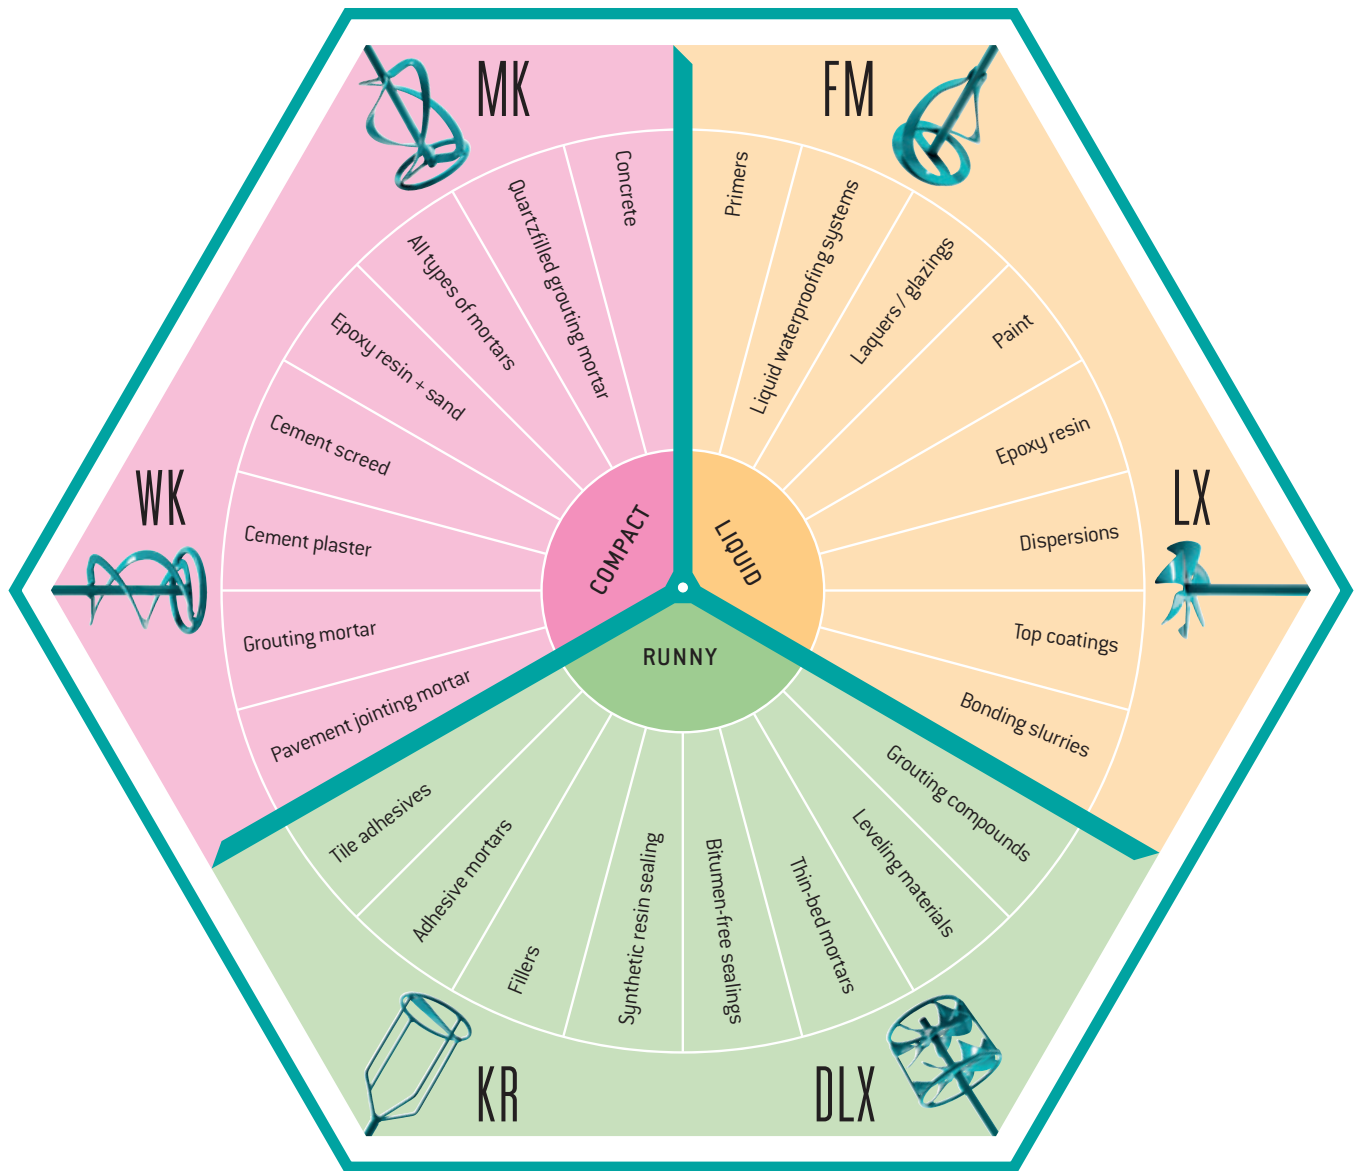 MK
FM
Concrete
Quartzfilled grouting mortar
All types of mortars
Epoxy resin + sand
Cement screed
Cement plaster
Grouting mortar
Pavement jointing mortar
WK
Primers
Liquid waterproofing systems
Laquers / glazings
Paint
Epoxy resin
Dispersions
Top coatings
Bonding slurries
LX
COMPACT
LIQUID
RUNNY
Tile adhesives
Adhesive mortars
Fillers
Synthetic resin sealing
Bitumen-free sealings
Thin-bed mortars
Leveling materials
Grouting compounds
KR
DLX